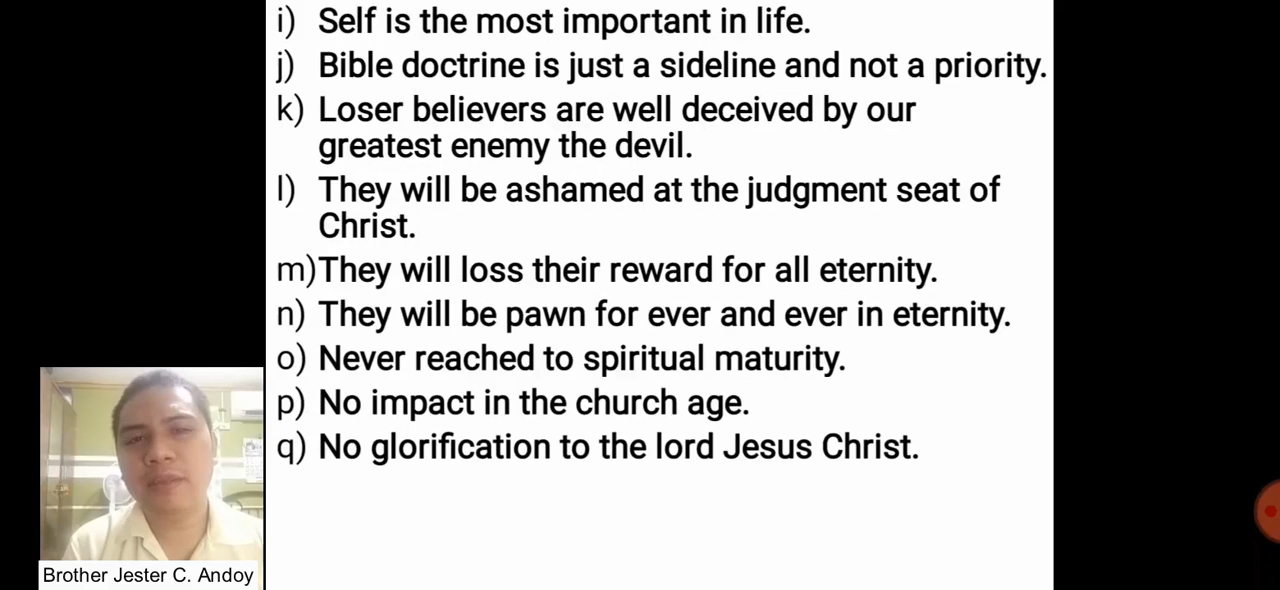 i) Self is the most important in life.
j) Bible doctrine is just a sideline and not a priority.
k) Loser believers are well deceived by our
greatest enemy the devil.
l) They will be ashamed at the judgment seat of
Christ.
m)They will loss their reward for all eternity.
n) They will be pawn for ever and ever in eternity.
o) Never reached to spiritual maturity.
p) No impact in the church age.
q) No glorification to the lord Jesus Christ.
Brother Jester C. Andoy